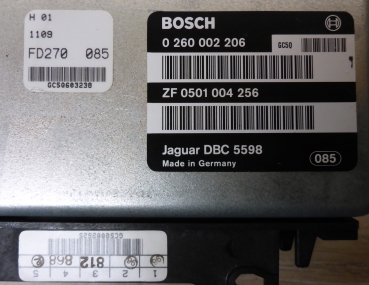 H 01
1109
FD270 085
GC50683238
BOSCH
0 260 002 206
GC50
ZF 0501 004 256
Jaguar DBC 5598
Made in Germany
085
812 868
1 2 3 4 5